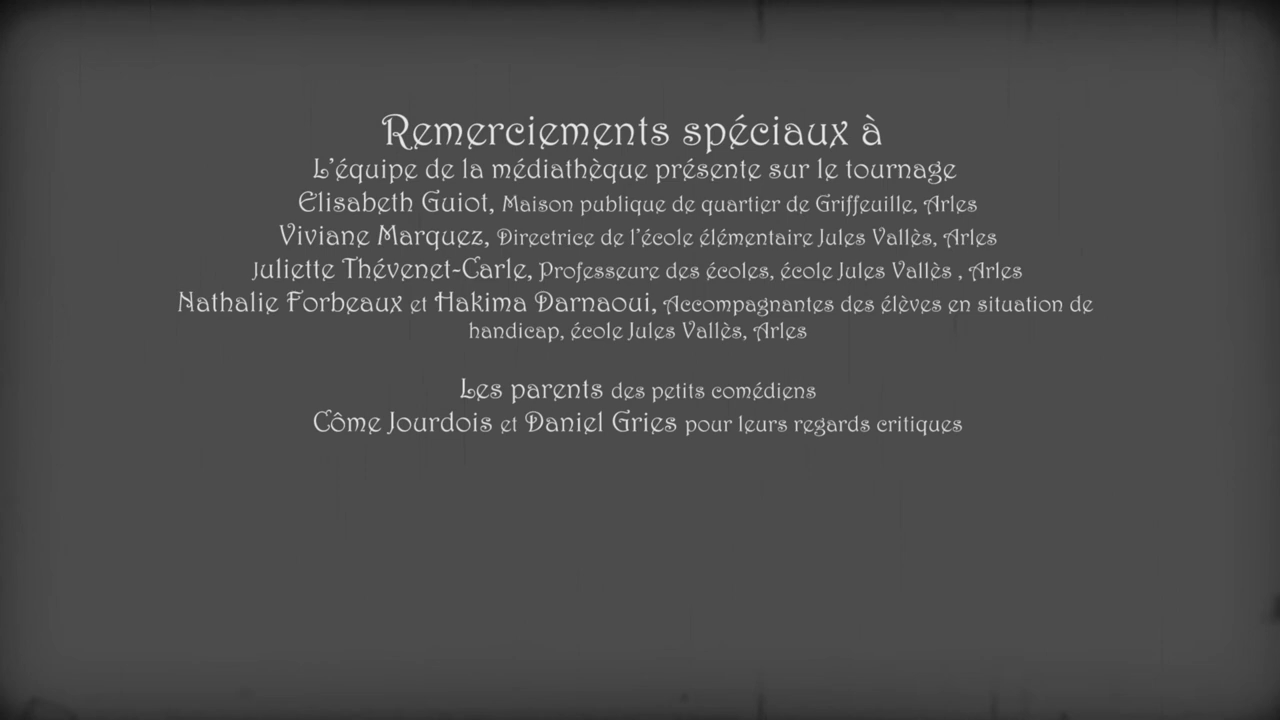 Remerciements spéciaux à
L'équipe de la médiathèque présente sur le tournage
Elisabeth Guiot, Maison publique de quartier de Griffeuille, Arles
Viviane Marquez, Directrice de l'école élémentaire Jules Vallès, Arles
Juliette Thévenet-Carle, Professeure des écoles, école Jules Vallès , Arles
Nathalie Forbeaux et Hakima Darnaoui, Accompagnantes des élèves en situation de
handicap, école Jules Vallès, Arles
Les parents des petits comédiens
Côme Jourdois et Daniel Gries pour leurs regards critiques